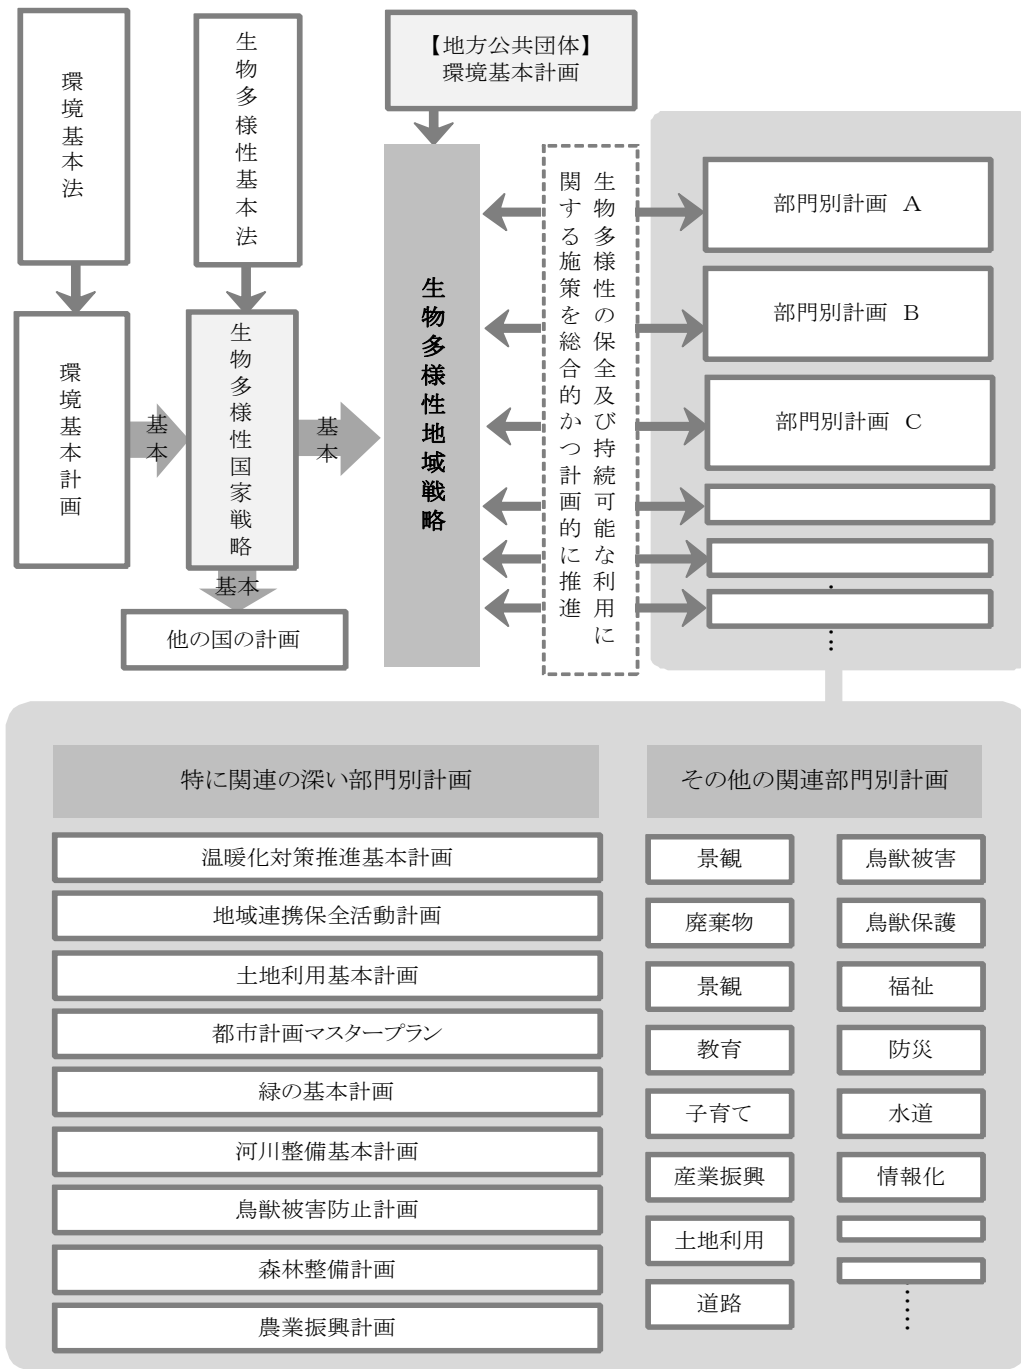 環境基本法
生物多様性基本法
【地方公共団体】
環境基本計画
環境基本計画
基本
生物多様性国家戦略
基本
基本
他の国の計画
生物多様性地域戦略
生物多様性の保全及び持続可能な利用に
関する施策を総合的かつ計画的に推進
部門別計画 A
部門別計画 B
部門別計画 C
特に関連の深い部門別計画
温暖化対策推進基本計画
地域連携保全活動計画
土地利用基本計画
都市計画マスタープラン
緑の基本計画
河川整備基本計画
鳥獣被害防止計画
森林整備計画
農業振興計画
その他の関連部門別計画
景観
廃棄物
景観
教育
子育て
産業振興
土地利用
道路
鳥獣被害
鳥獣保護
福祉
防災
水道
情報化